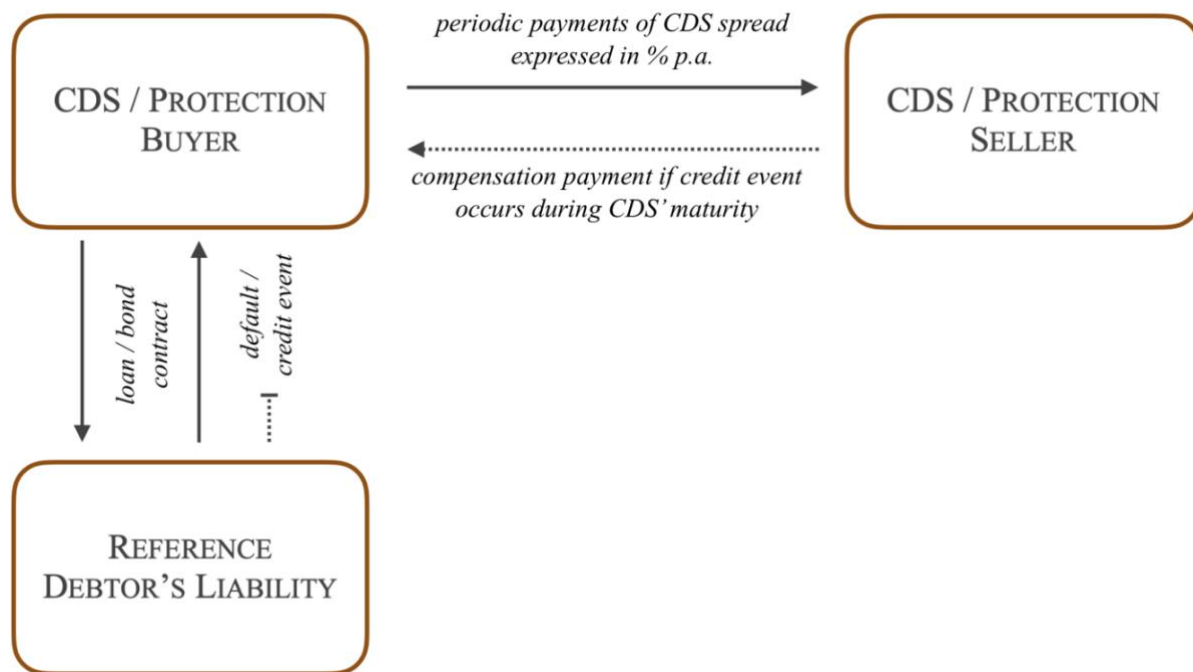 periodic payments of CDS spread
expressed in % p.a.
CDS / PROTECTION
BUYER
CDS / PROTECTION
SELLER
compensation payment if credit event
occurs during CDS' maturity
loan / bond
contract
default /
credit event
REFERENCE
DEBTOR'S LIABILITY